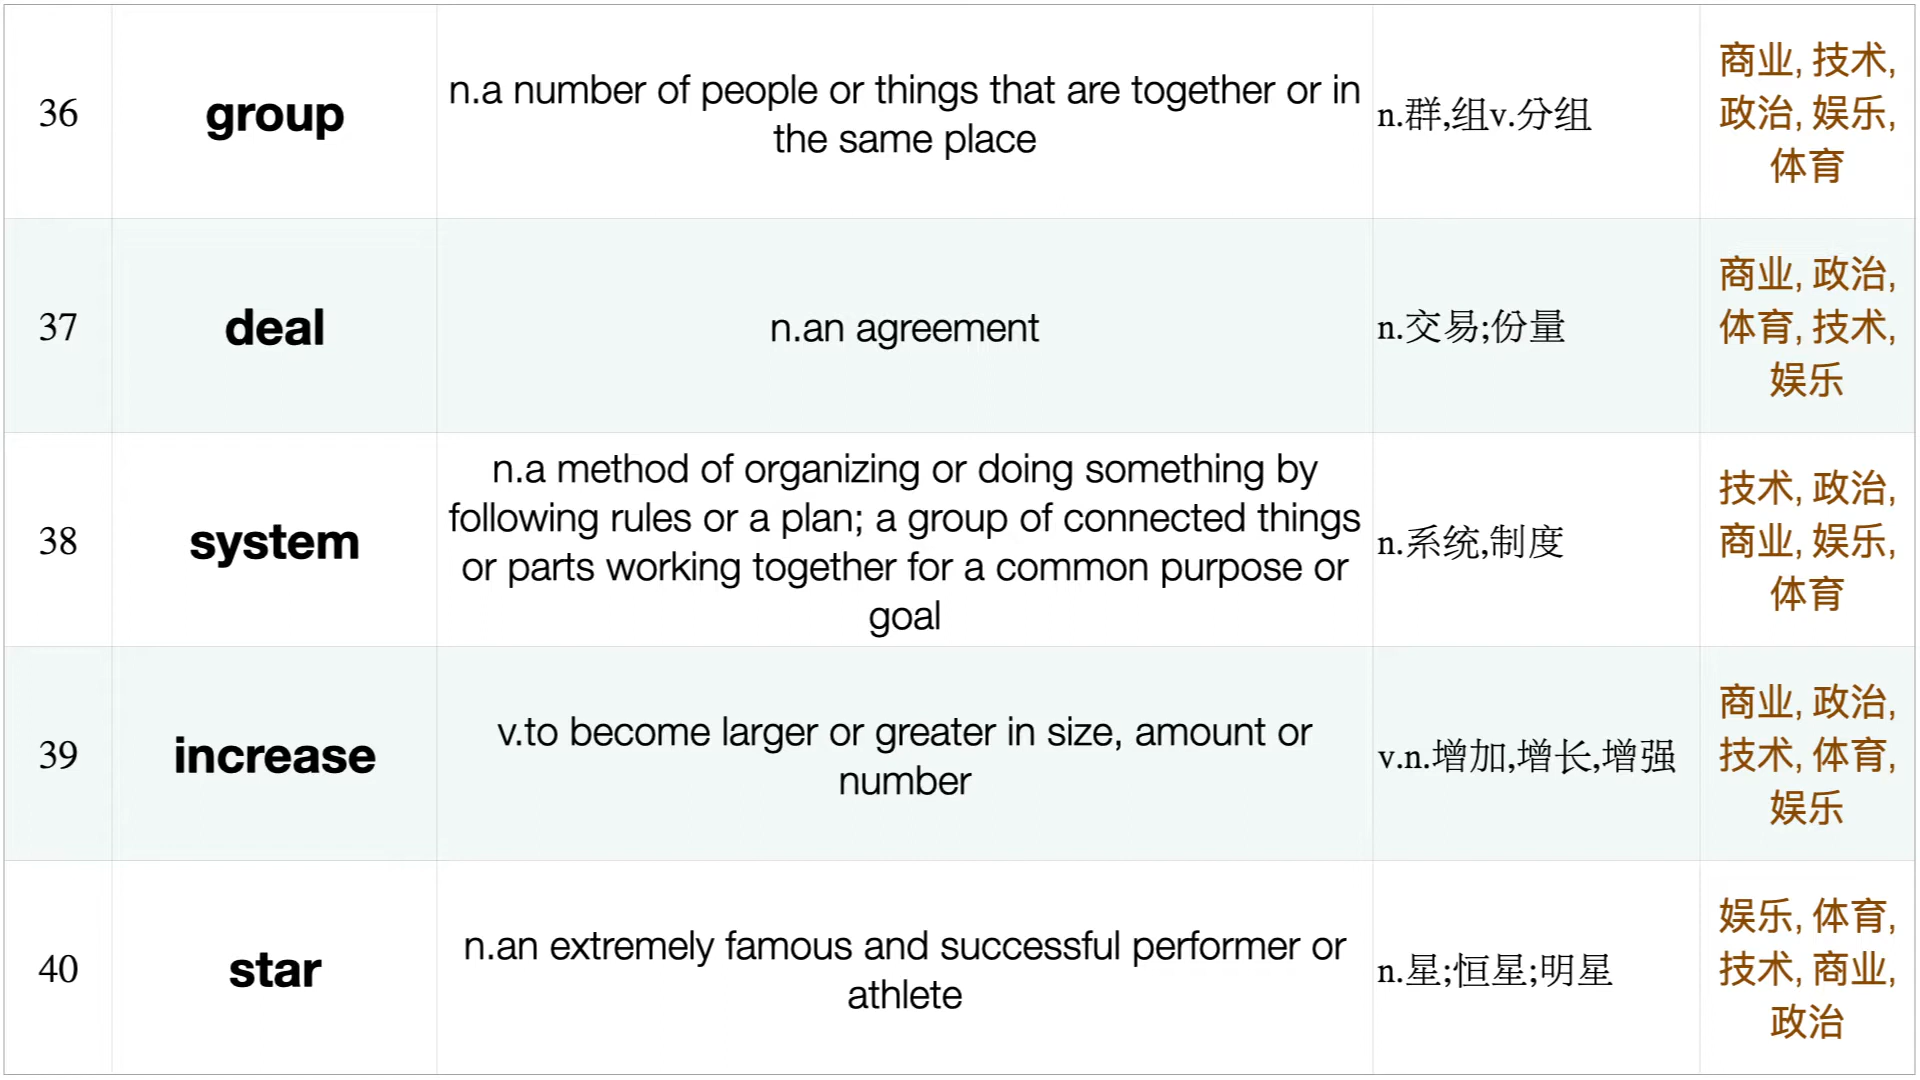 36
group
n.a number of people or things that are together or in
the same place
n.群,组v.分组
商业, 技术,
政治, 娱乐,
体育
37
deal
n.an agreement
n.交易;份量
商业, 政治,
体育, 技术,
娱乐
38
system
n.a method of organizing or doing something by
following rules or a plan; a group of connected things
or parts working together for a common purpose or
goal
n.系统,制度
技术, 政治,
商业, 娱乐,
体育
39
increase
v.to become larger or greater in size, amount or
number
v.n.增加,增长,增强
商业, 政治,
技术, 体育,
娱乐
40
star
n.an extremely famous and successful performer or
athlete
n.星;恒星;明星
娱乐, 体育,
技术, 商业,
政治